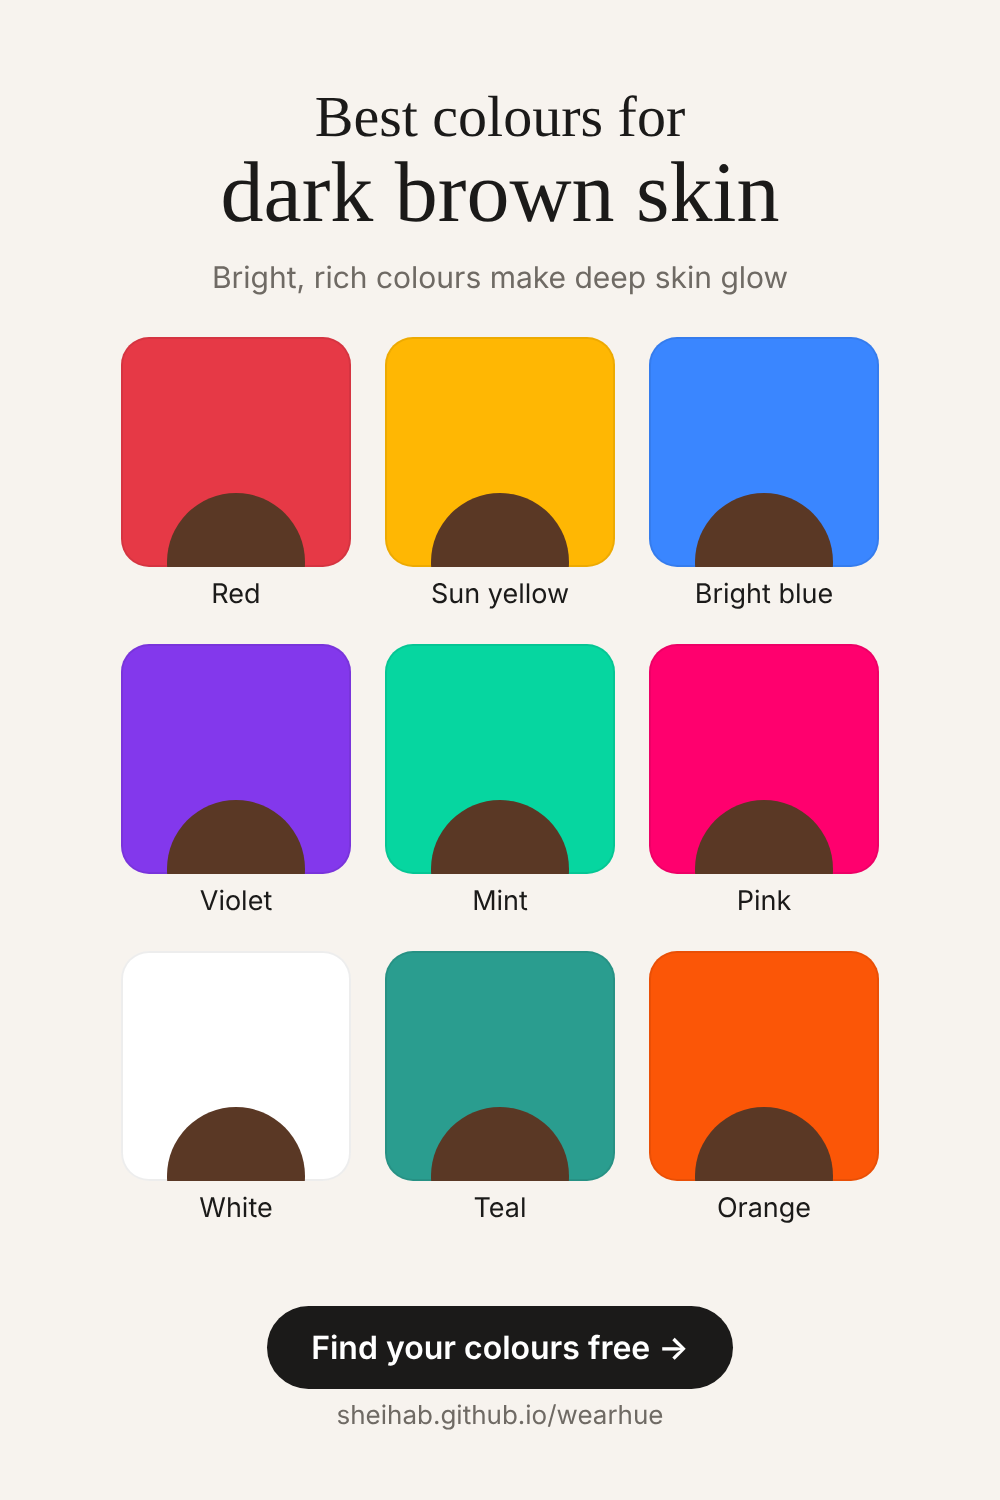 Best colours for
dark brown skin
Bright, rich colours make deep skin glow
Red
Sun yellow
Bright blue
Violet
Mint
Pink
White
Teal
Orange
Find your colours free →
sheihab.github.io/wearhue